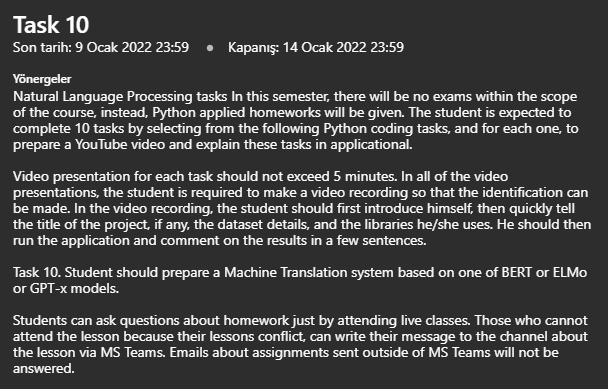 Task 10
Son tarih: 9 Ocak 2022 23:59 • Kapanış: 14 Ocak 2022 23:59
Yönergeler
Natural Language Processing tasks In this semester, there will be no exams within the scope
of the course, instead, Python applied homeworks will be given. The student is expected to
complete 10 tasks by selecting from the following Python coding tasks, and for each one, to
prepare a YouTube video and explain these tasks in applicational.
Video presentation for each task should not exceed 5 minutes. In all of the video
presentations, the student is required to make a video recording so that the identification can
be made. In the video recording, the student should first introduce himself, then quickly tell
the title of the project, if any, the dataset details, and the libraries he/she uses. He should then
run the application and comment on the results in a few sentences.
Task 10. Student should prepare a Machine Translation system based on one of BERT or ELMo
or GPT-x models.
Students can ask questions about homework just by attending live classes. Those who cannot
attend the lesson because their lessons conflict, can write their message to the channel about
the lesson via MS Teams. Emails about assignments sent outside of MS Teams will not be
answered.